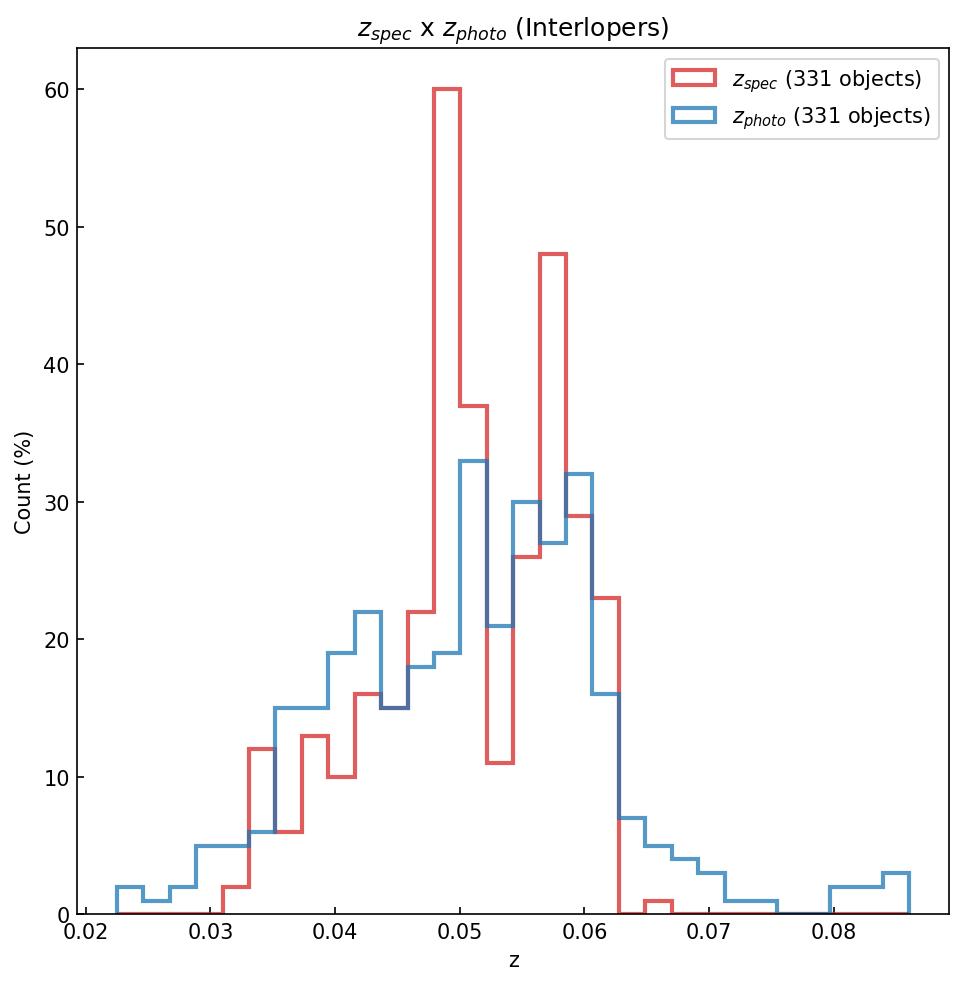 z_spec x z_photo (Interlopers)
z_spec (331 objects)
z_photo (331 objects)
60
50
40
30
20
10
0
Count (%)
0.02 0.03 0.04 0.05 0.06 0.07 0.08
z